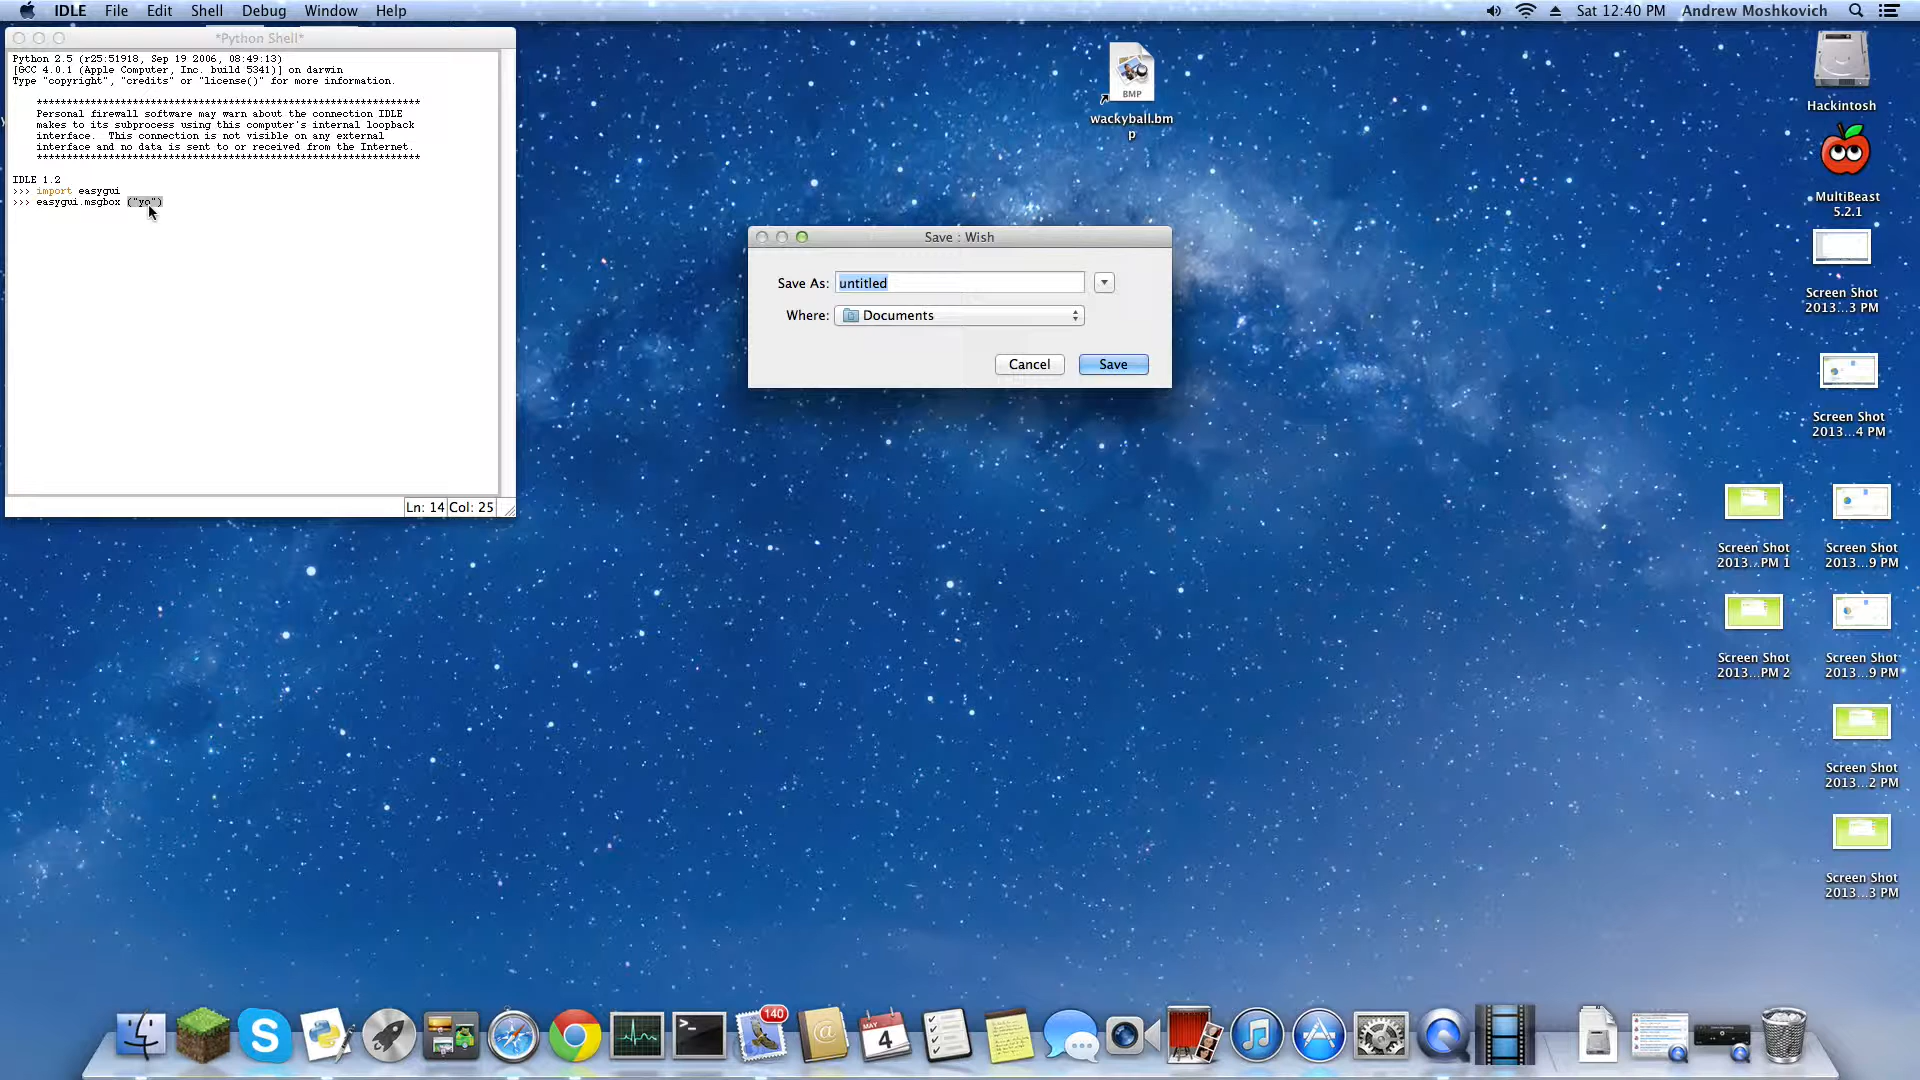 IDLE File Edit Shell Debug Window Help
Sat 12:40 PM Andrew Moshkovich
*Python Shell*
Python 2.5 (r25:51918, Sep 19 2006, 08:49:13)
[GCC 4.0.1 (Apple Computer, Inc. build 5341)] on darwin
Type "copyright", "credits" or "license()" for more information.
****************************************************************
Personal firewall software may warn about the connection IDLE
makes to its subprocess using this computer's internal loopback
interface.  This connection is not visible on any external
interface and no data is sent to or received from the Internet.
****************************************************************
IDLE 1.2
>>> import easygui
>>> easygui.msgbox ("yo")
Ln: 14 Col: 25
Save : Wish
Save As: untitled
Where: Documents
Cancel Save
BMP
wackyball.bm
p
Hackintosh
MultiBeast
5.2.1
Screen Shot
2013...3 PM
Screen Shot
2013...4 PM
Screen Shot
2013...PM 1
Screen Shot
2013...9 PM
Screen Shot
2013...PM 2
Screen Shot
2013...9 PM
Screen Shot
2013...2 PM
Screen Shot
2013...3 PM
140
MAY
4